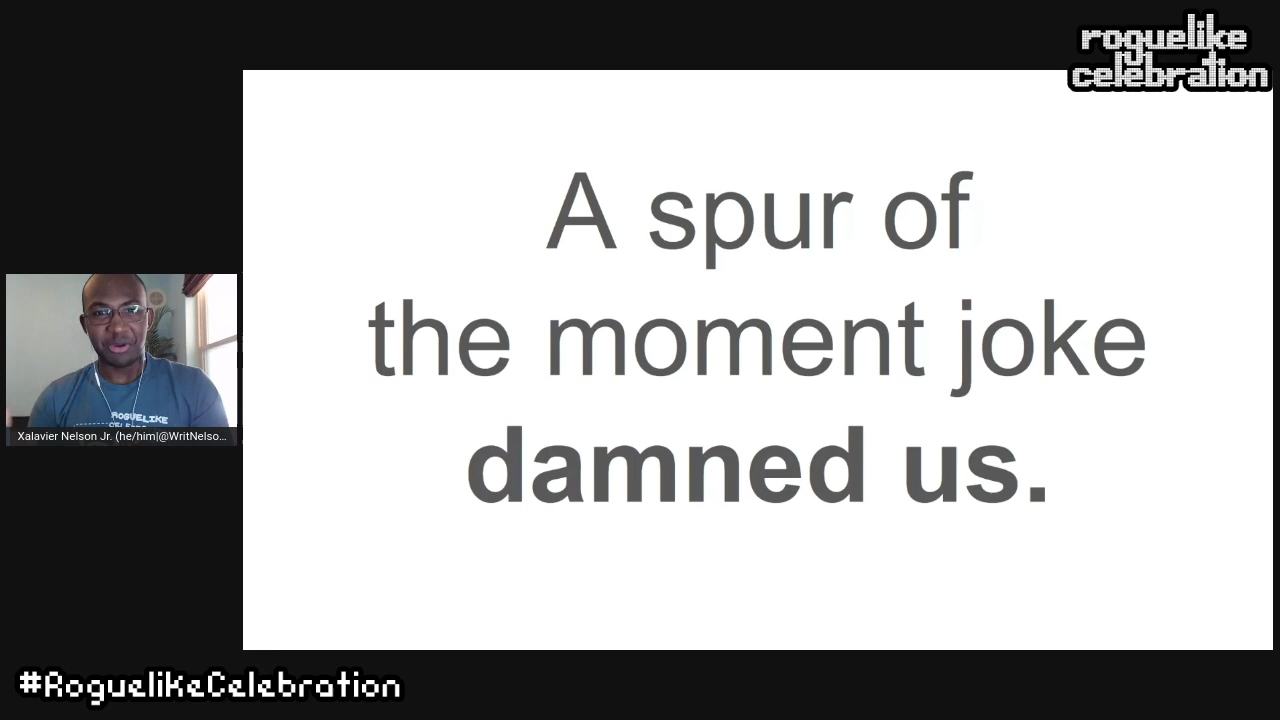 roguelike
celebration
A spur of
the moment joke
damned us.
ROGUELIKE
Xalavier Nelson Jr. (he/him|@WritNelso...
#RoguelikeCelebration